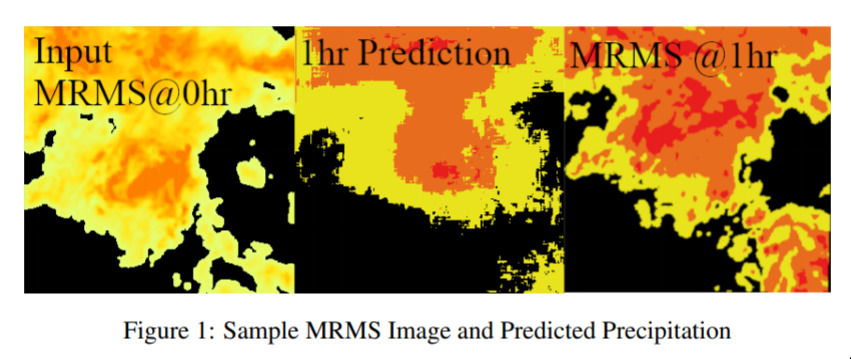 Input
MRMS@0hr
1hr Prediction
MRMS @1hr
Figure 1: Sample MRMS Image and Predicted Precipitation